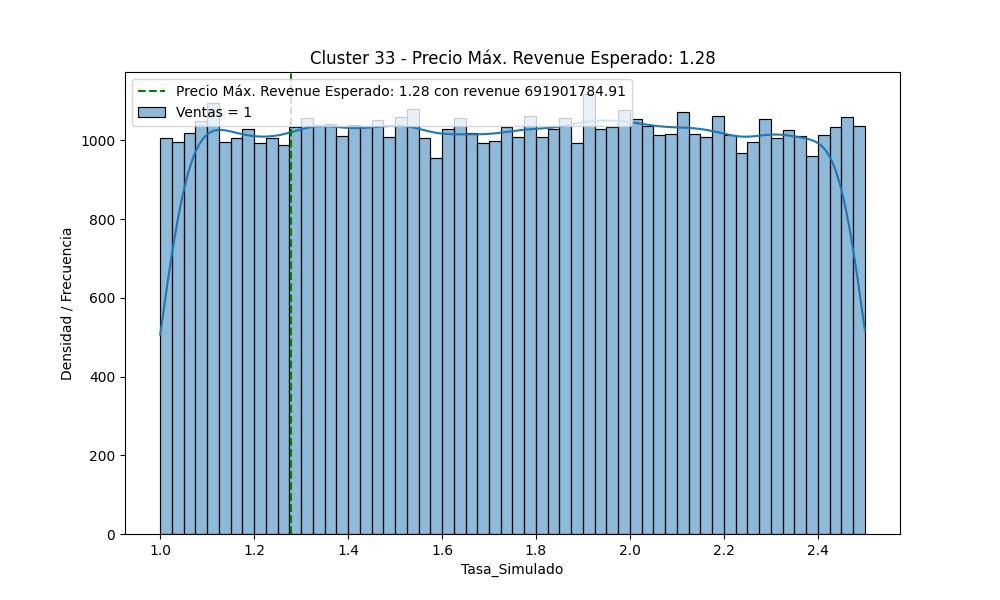 Cluster 33 - Precio Máx. Revenue Esperado: 1.28
Precio Máx. Revenue Esperado: 1.28 con revenue 691901784.91
Ventas = 1
Densidad / Frecuencia
1000
800
600
400
200
0
1.0 1.2 1.4 1.6 1.8 2.0 2.2 2.4
Tasa_Simulado